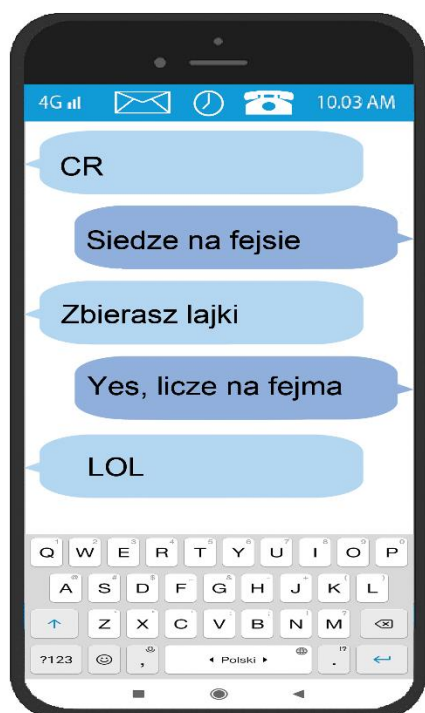 4G 10.03 AM
CR
Siedze na fejsie
Zbierasz lajki
Yes, licze na fejma
LOL
Q W E R T Y U I O P
A S D F G H J K L
Z X C V B N M
?123 , Polski . !?